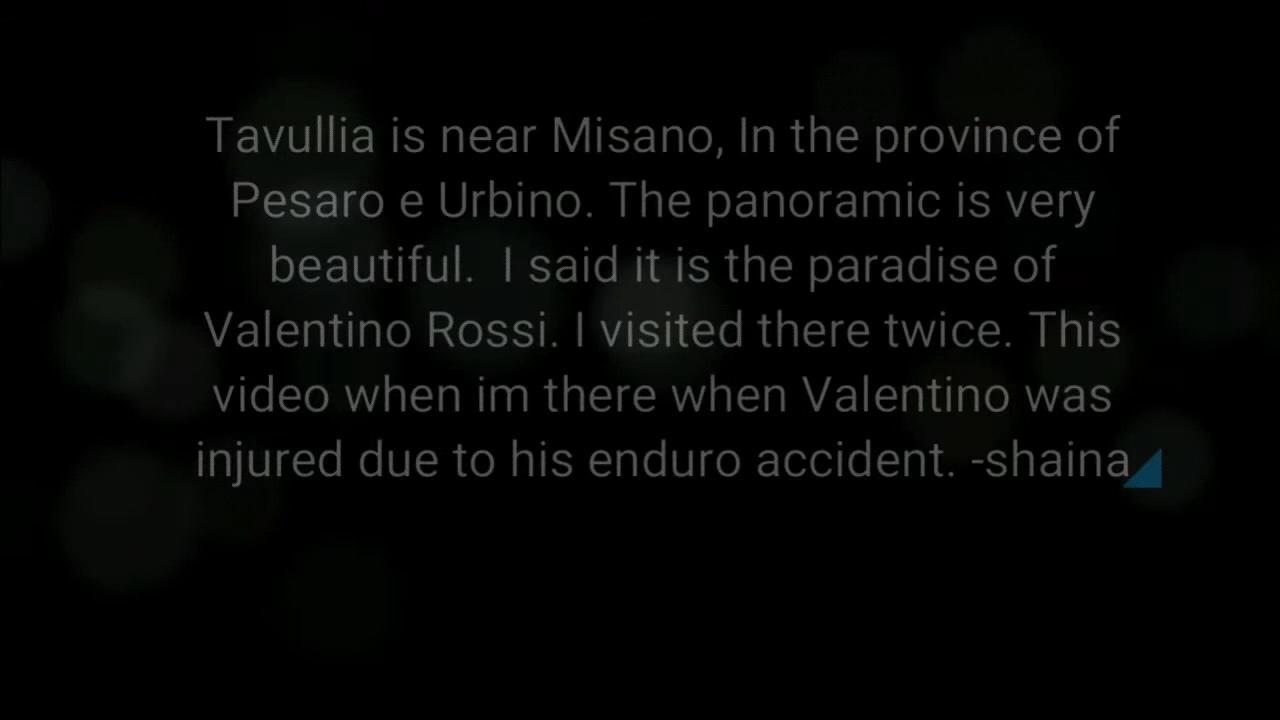 Tavullia is near Misano, In the province of
Pesaro e Urbino. The panoramic is very
beautiful.  I said it is the paradise of
Valentino Rossi. I visited there twice. This
video when im there when Valentino was
injured due to his enduro accident. -shaina